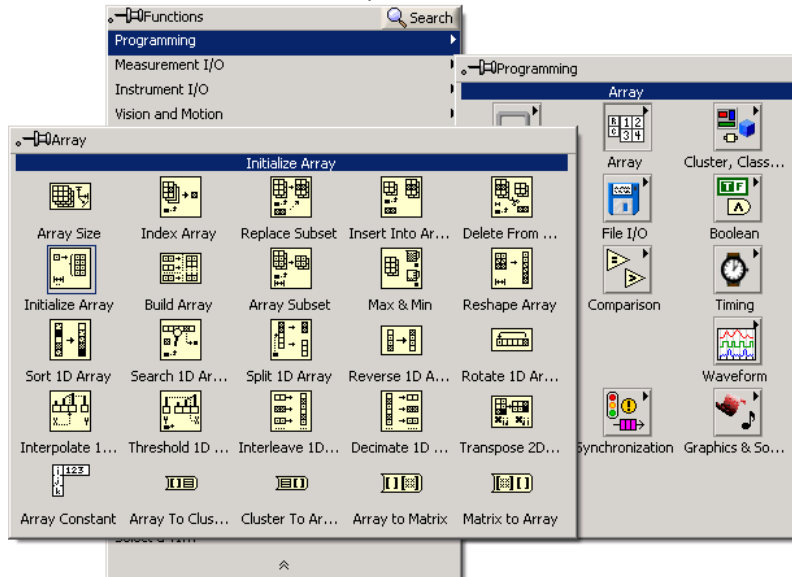 Functions
Search
Programming
Measurement I/O
Instrument I/O
Vision and Motion
Programming
Array
Array
Cluster, Class...
File I/O
Boolean
Comparison
Timing
Waveform
Synchronization
Graphics & So...
Array
Initialize Array
Array Size
Index Array
Replace Subset
Insert Into Ar...
Delete From ...
Initialize Array
Build Array
Array Subset
Max & Min
Reshape Array
Sort 1D Array
Search 1D Ar...
Split 1D Array
Reverse 1D A...
Rotate 1D Ar...
Interpolate 1...
Threshold 1D ...
Interleave 1D...
Decimate 1D ...
Transpose 2D...
Array Constant
Array To Clus...
Cluster To Ar...
Array to Matrix
Matrix to Array